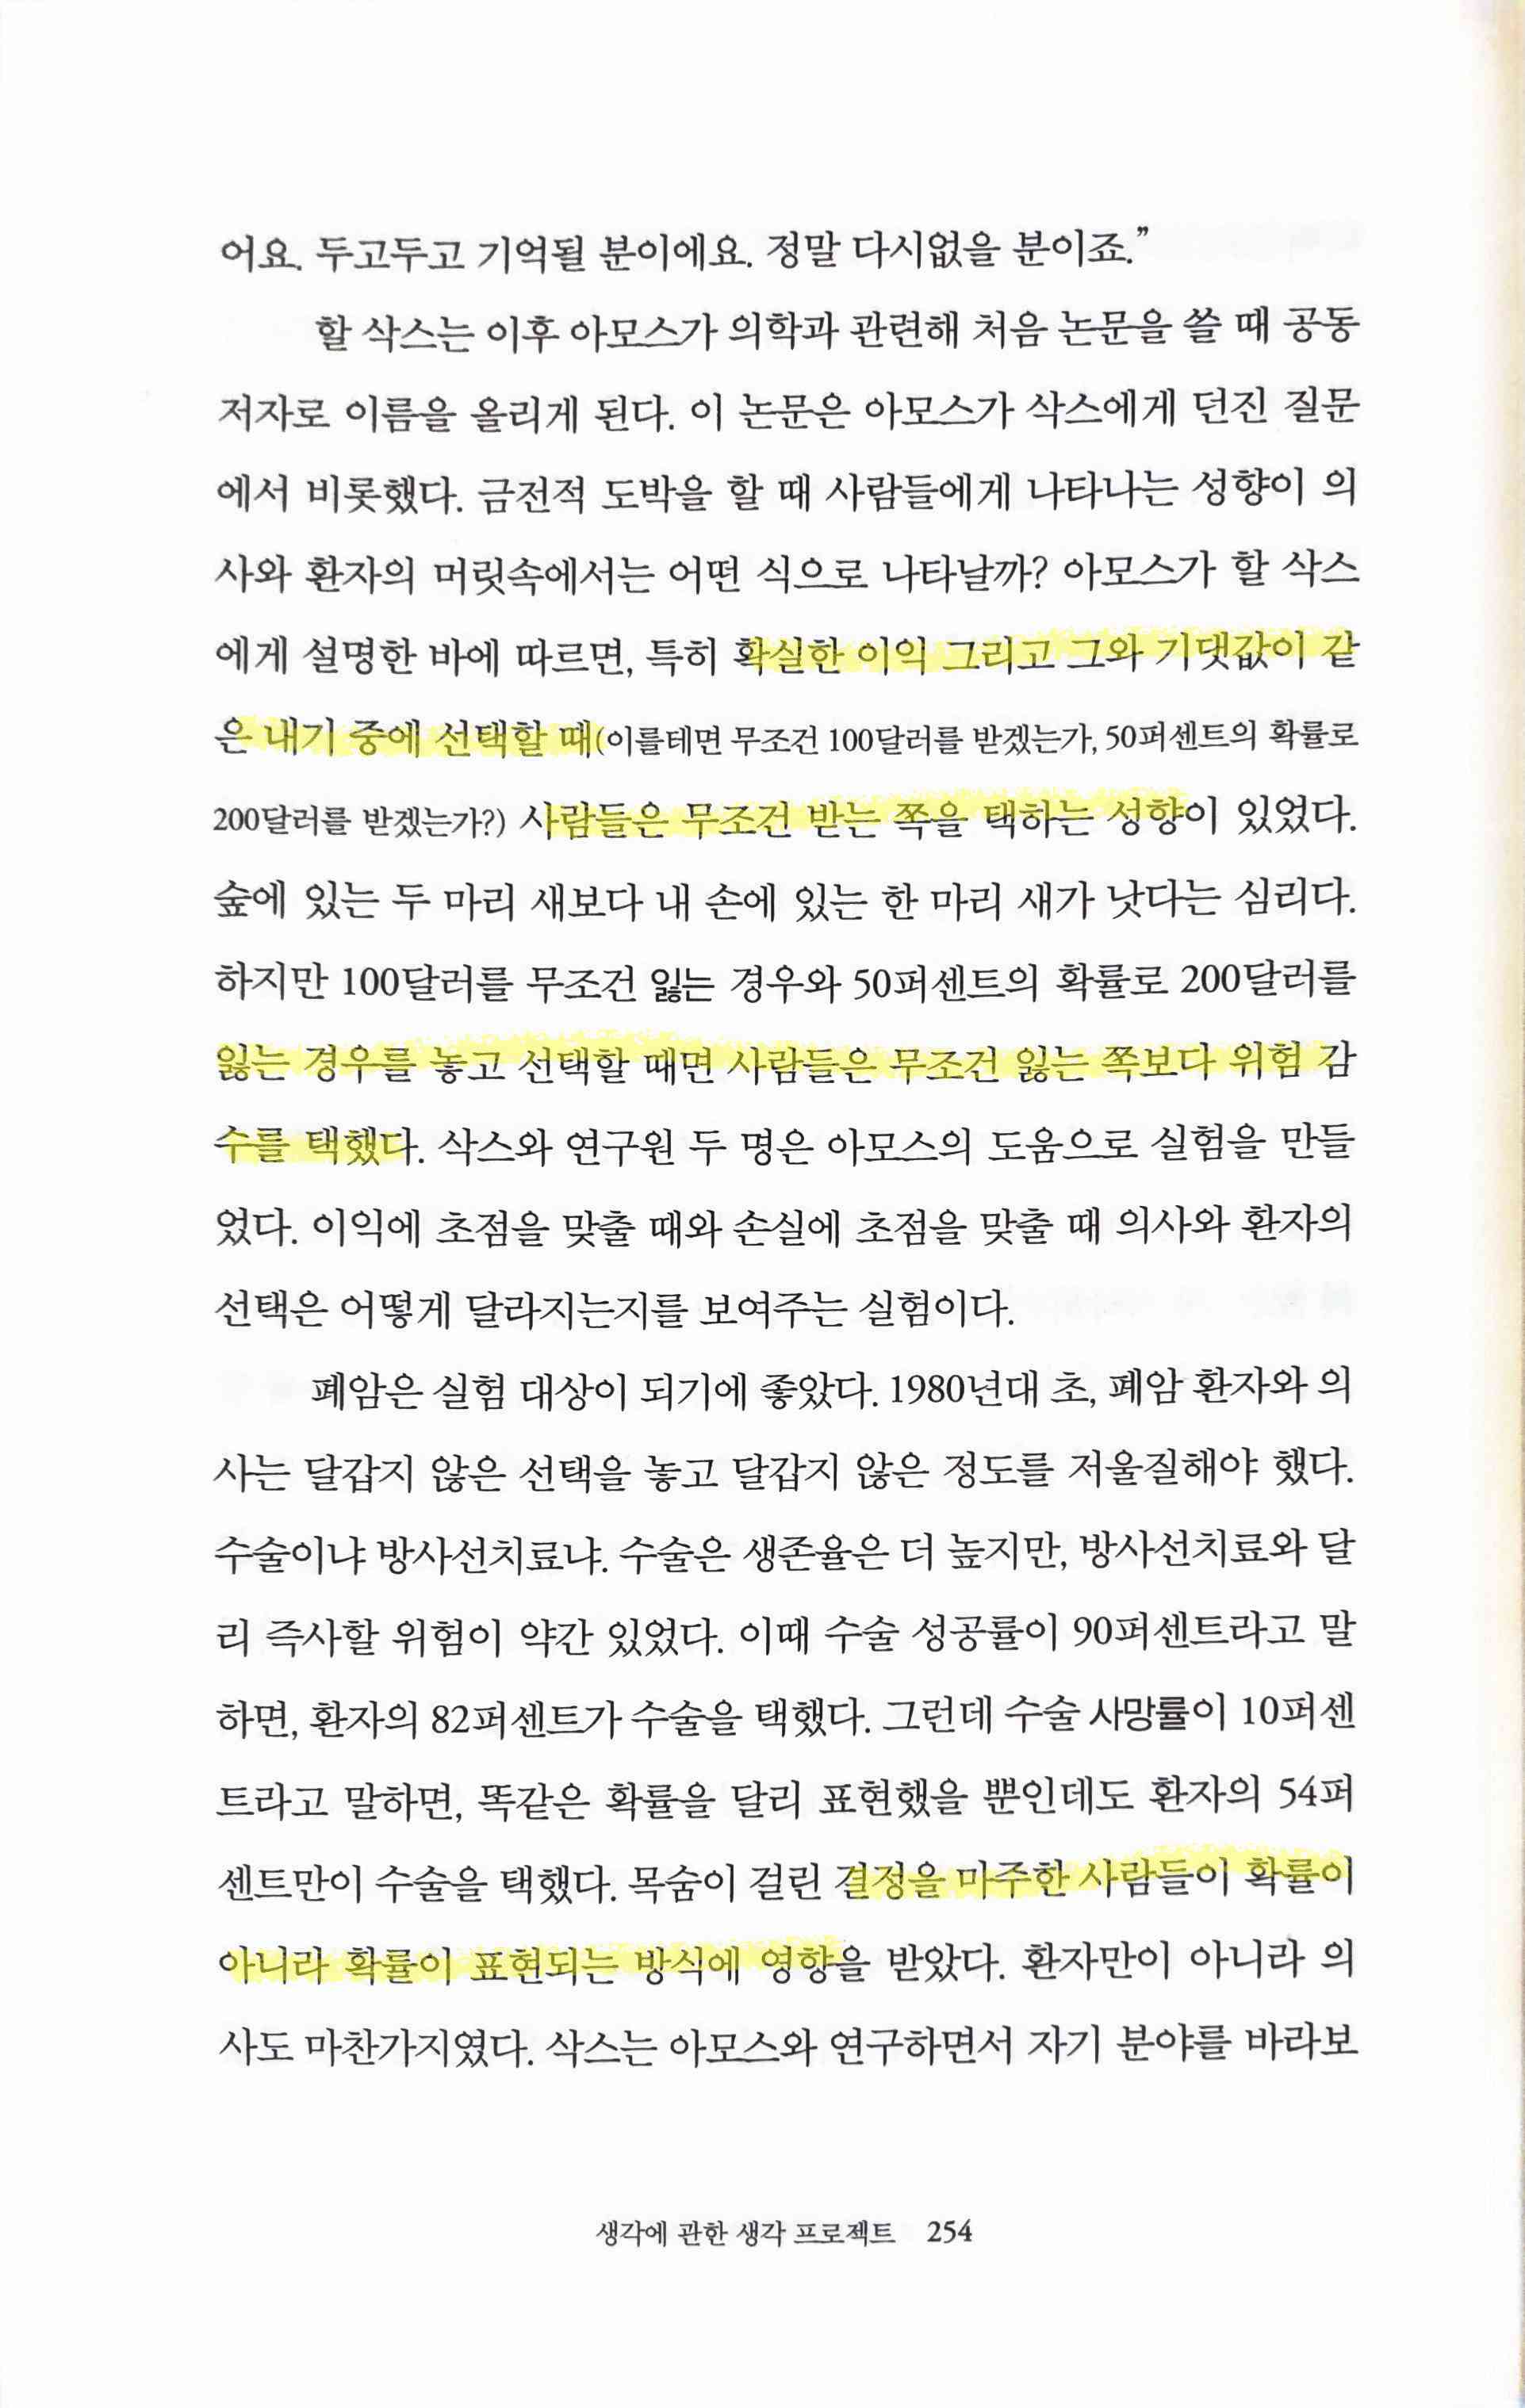 어요. 두고두고 기억될 분이에요. 정말 다시없을 분이죠.”
할 삭스는 이후 아모스가 의학과 관련해 처음 논문을 쓸 때 공동
저자로 이름을 올리게 된다. 이 논문은 아모스가 삭스에게 던진 질문
에서 비롯했다. 금전적 도박을 할 때 사람들에게 나타나는 성향이 의
사와 환자의 머릿속에서는 어떤 식으로 나타날까? 아모스가 할 삭스
에게 설명한 바에 따르면, 특히 확실한 이익 그리고 그와 기댓값이 같
은 내기 중에 선택할 때(이를테면 무조건 100달러를 받겠는가, 50퍼센트의 확률로
200달러를 받겠는가?) 사람들은 무조건 받는 쪽을 택하는 성향이 있었다.
숲에 있는 두 마리 새보다 내 손에 있는 한 마리 새가 낫다는 심리다.
하지만 100달러를 무조건 잃는 경우와 50퍼센트의 확률로 200달러를
잃는 경우를 놓고 선택할 때면 사람들은 무조건 잃는 쪽보다 위험 감
수를 택했다. 삭스와 연구원 두 명은 아모스의 도움으로 실험을 만들
었다. 이익에 초점을 맞출 때와 손실에 초점을 맞출 때 의사와 환자의
선택은 어떻게 달라지는지를 보여주는 실험이다.
폐암은 실험 대상이 되기에 좋았다. 1980년대 초, 폐암 환자와 의
사는 달갑지 않은 선택을 놓고 달갑지 않은 정도를 저울질해야 했다.
수술이냐 방사선치료냐. 수술은 생존율은 더 높지만, 방사선치료와 달
리 즉사할 위험이 약간 있었다. 이때 수술 성공률이 90퍼센트라고 말
하면, 환자의 82퍼센트가 수술을 택했다. 그런데 수술 사망률이 10퍼센
트라고 말하면, 똑같은 확률을 달리 표현했을 뿐인데도 환자의 54퍼
센트만이 수술을 택했다. 목숨이 걸린 결정을 마주한 사람들이 확률이
아니라 확률이 표현되는 방식에 영향을 받았다. 환자만이 아니라 의
사도 마찬가지였다. 삭스는 아모스와 연구하면서 자기 분야를 바라보
생각에 관한 생각 프로젝트 254